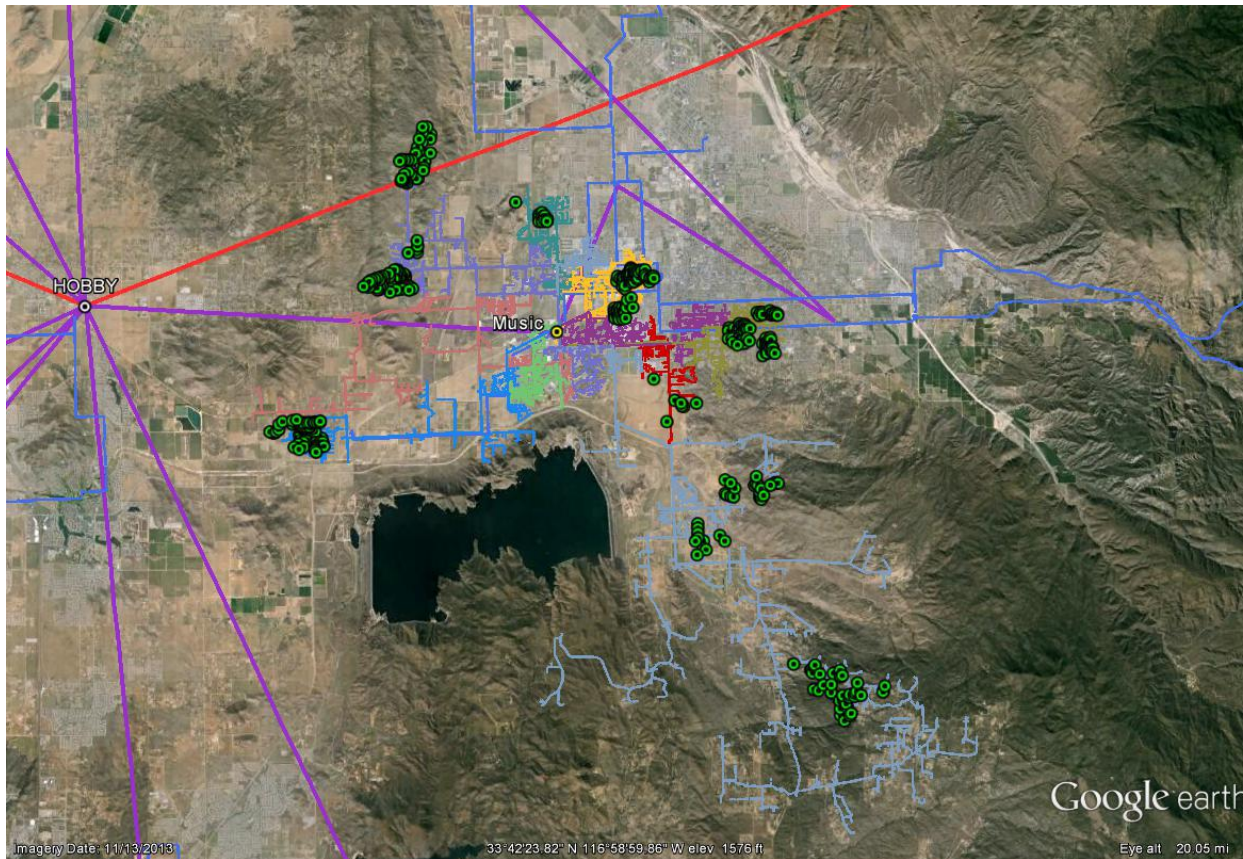 HOBBY
Music
Google earth
Imagery Date: 11/13/2013 33°42'23.82" N 116°58'59.86" W elev 1576 ft Eye alt 20.05 mi